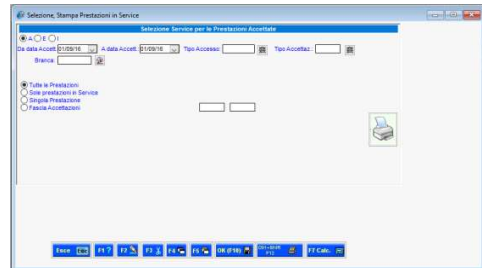 Selezione, Stampa Prestazioni in Service
Selezione Service per le Prestazioni Accettate
A E I
Da data Accett. 01/09/16 A data Accett. 01/09/16 Tipo Accesso: Tipo Accettaz.:
Branca:
Tutte le Prestazioni
Sole prestazioni in Service
Singola Prestazione
Fascia Accettazioni
Esce F1 ? F2 F3 F4 F5 OK (F10) F12 F7 Calc.